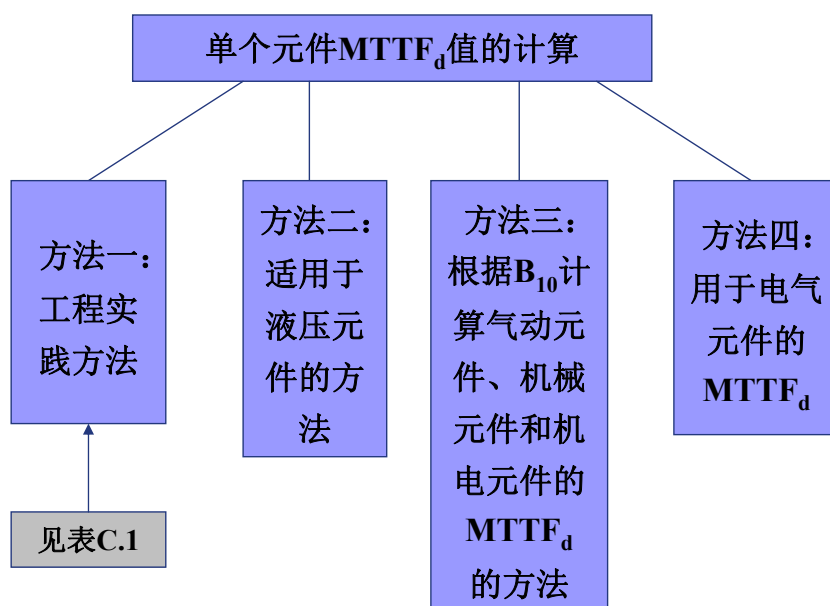 单个元件MTTFd值的计算
方法一：
工程实
践方法
见表C.1
方法二：
适用于
液压元
件的方
法
方法三：
根据B10计
算气动元
件、机械
元件和机
电元件的
MTTFd
的方法
方法四：
用于电气
元件的
MTTFd